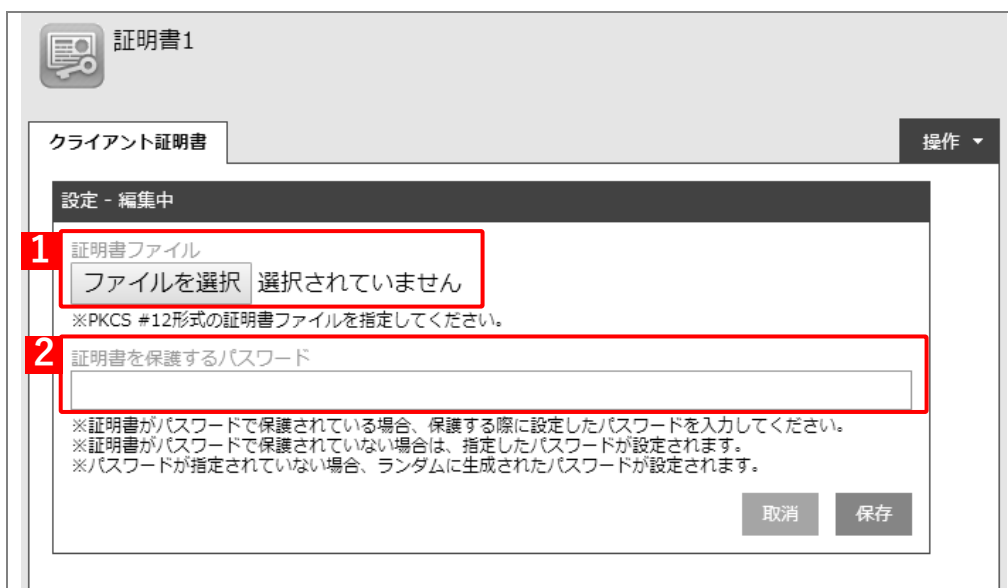 証明書1
クライアント証明書
操作
設定 - 編集中
1
証明書ファイル
ファイルを選択 選択されていません
※PKCS #12形式の証明書ファイルを指定してください。
2
証明書を保護するパスワード
※証明書がパスワードで保護されている場合、保護する際に設定したパスワードを入力してください。
※証明書がパスワードで保護されていない場合は、指定したパスワードが設定されます。
※パスワードが指定されていない場合、ランダムに生成されたパスワードが設定されます。
取消 保存